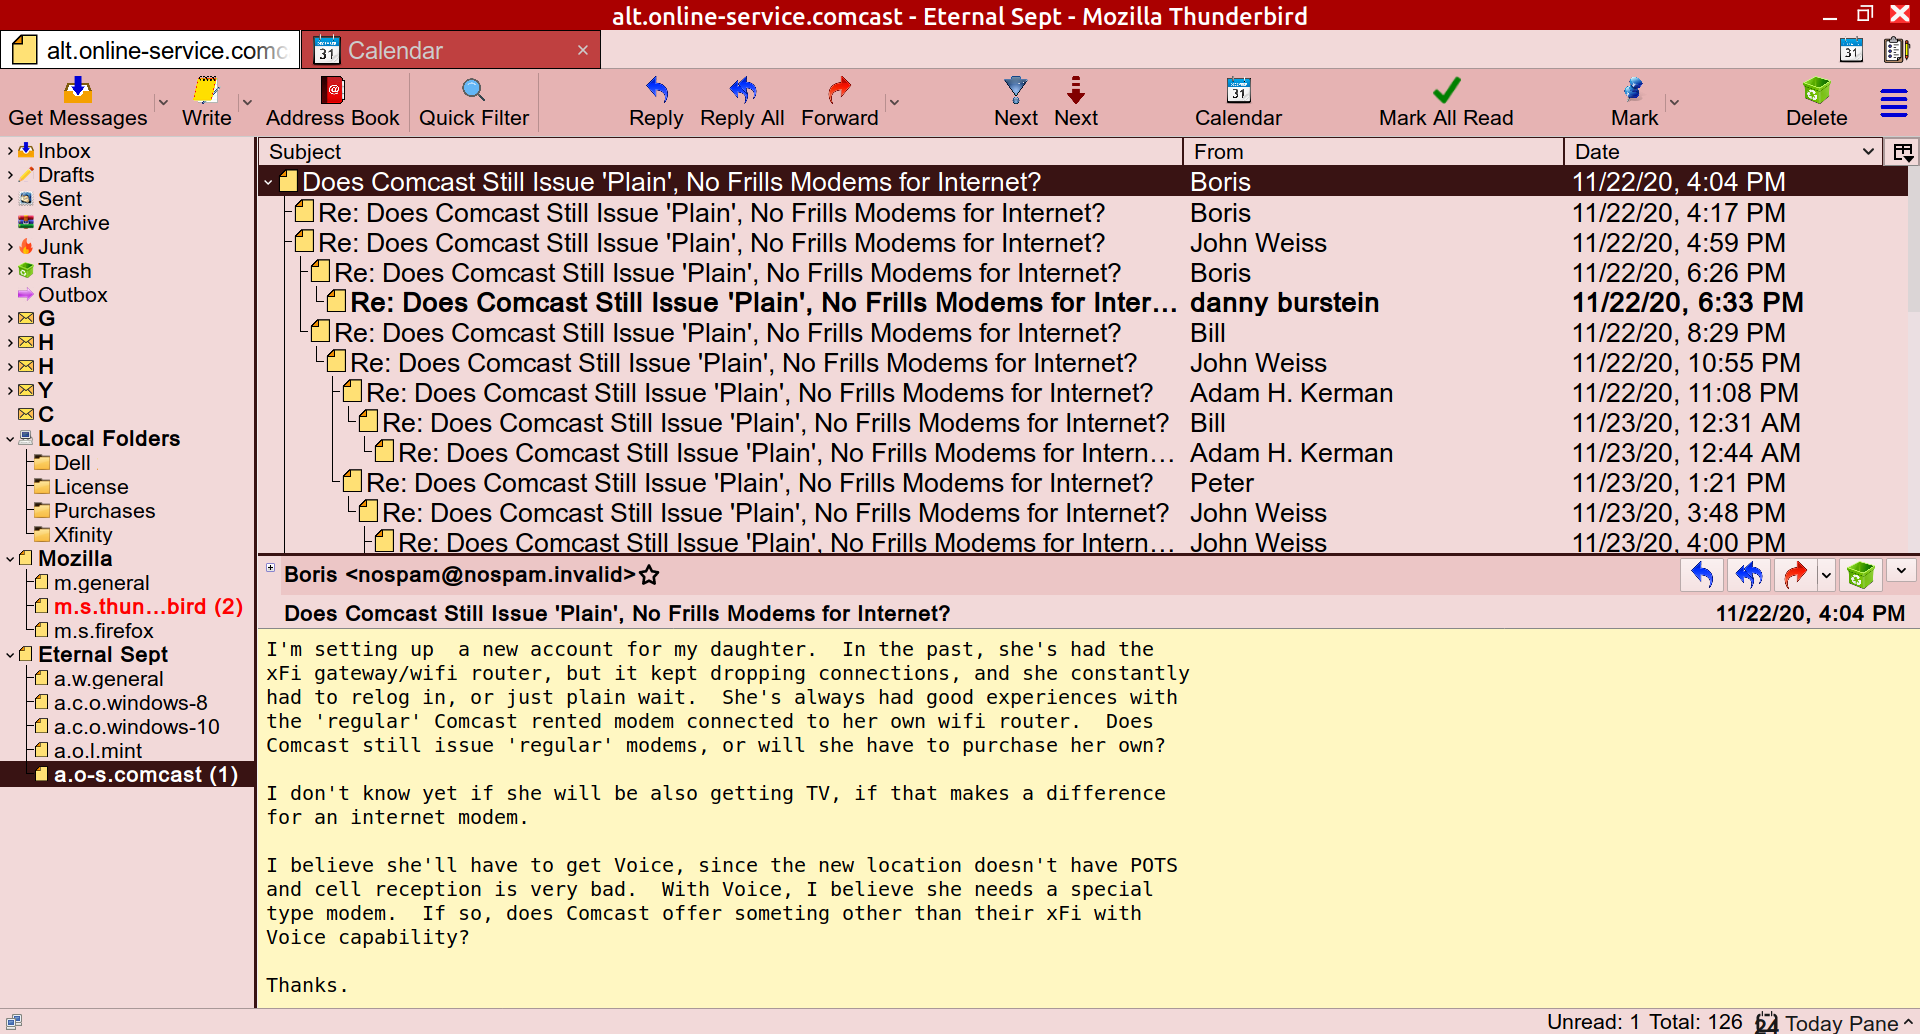 alt.online-service.comcast - Eternal Sept - Mozilla Thunderbird
alt.online-service.comc
31 Calendar ×
31
Get Messages
Write
Address Book
Quick Filter
Reply
Reply All
Forward
Next
Next
31 Calendar
Mark All Read
Mark
Delete
Inbox
Drafts
Sent
Archive
Junk
Trash
Outbox
G
H
H
Y
C
Local Folders
Dell
License
Purchases
Xfinity
Mozilla
m.general
m.s.thun…bird (2)
m.s.firefox
Eternal Sept
a.w.general
a.c.o.windows-8
a.c.o.windows-10
a.o.l.mint
a.o-s.comcast (1)
Subject From Date
Does Comcast Still Issue 'Plain', No Frills Modems for Internet? Boris 11/22/20, 4:04 PM
Re: Does Comcast Still Issue 'Plain', No Frills Modems for Internet? Boris 11/22/20, 4:17 PM
Re: Does Comcast Still Issue 'Plain', No Frills Modems for Internet? John Weiss 11/22/20, 4:59 PM
Re: Does Comcast Still Issue 'Plain', No Frills Modems for Internet? Boris 11/22/20, 6:26 PM
Re: Does Comcast Still Issue 'Plain', No Frills Modems for Inter… danny burstein 11/22/20, 6:33 PM
Re: Does Comcast Still Issue 'Plain', No Frills Modems for Internet? Bill 11/22/20, 8:29 PM
Re: Does Comcast Still Issue 'Plain', No Frills Modems for Internet? John Weiss 11/22/20, 10:55 PM
Re: Does Comcast Still Issue 'Plain', No Frills Modems for Internet? Adam H. Kerman 11/22/20, 11:08 PM
Re: Does Comcast Still Issue 'Plain', No Frills Modems for Internet? Bill 11/23/20, 12:31 AM
Re: Does Comcast Still Issue 'Plain', No Frills Modems for Intern… Adam H. Kerman 11/23/20, 12:44 AM
Re: Does Comcast Still Issue 'Plain', No Frills Modems for Internet? Peter 11/23/20, 1:21 PM
Re: Does Comcast Still Issue 'Plain', No Frills Modems for Internet? John Weiss 11/23/20, 3:48 PM
Re: Does Comcast Still Issue 'Plain', No Frills Modems for Intern… John Weiss 11/23/20, 4:00 PM
Boris <nospam@nospam.invalid>
Does Comcast Still Issue 'Plain', No Frills Modems for Internet? 11/22/20, 4:04 PM
I'm setting up  a new account for my daughter.  In the past, she's had the
xFi gateway/wifi router, but it kept dropping connections, and she constantly
had to relog in, or just plain wait.  She's always had good experiences with
the 'regular' Comcast rented modem connected to her own wifi router.  Does
Comcast still issue 'regular' modems, or will she have to purchase her own?
I don't know yet if she will be also getting TV, if that makes a difference
for an internet modem.
I believe she'll have to get Voice, since the new location doesn't have POTS
and cell reception is very bad.  With Voice, I believe she needs a special
type modem.  If so, does Comcast offer someting other than their xFi with
Voice capability?
Thanks.
Unread: 1 Total: 126 24 Today Pane